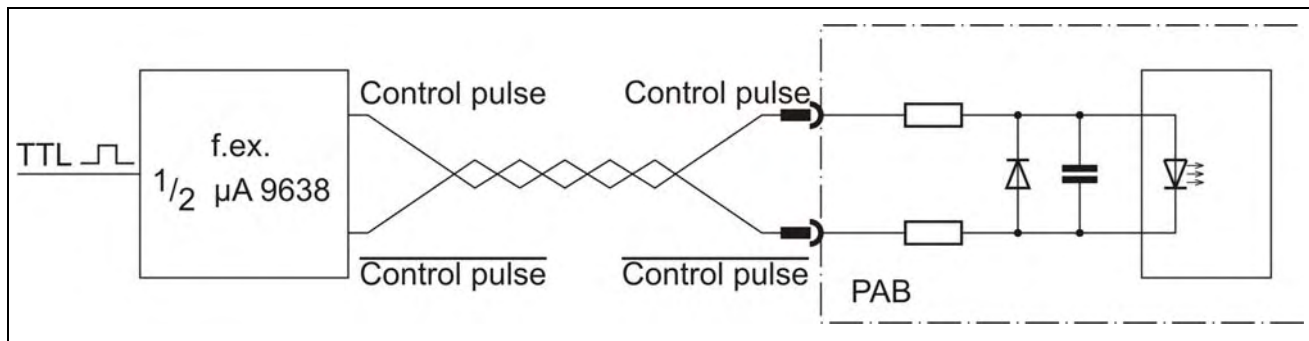 Control pulse
Control pulse
TTL
f.ex.
1/2 µA 9638
Control pulse
Control pulse
PAB